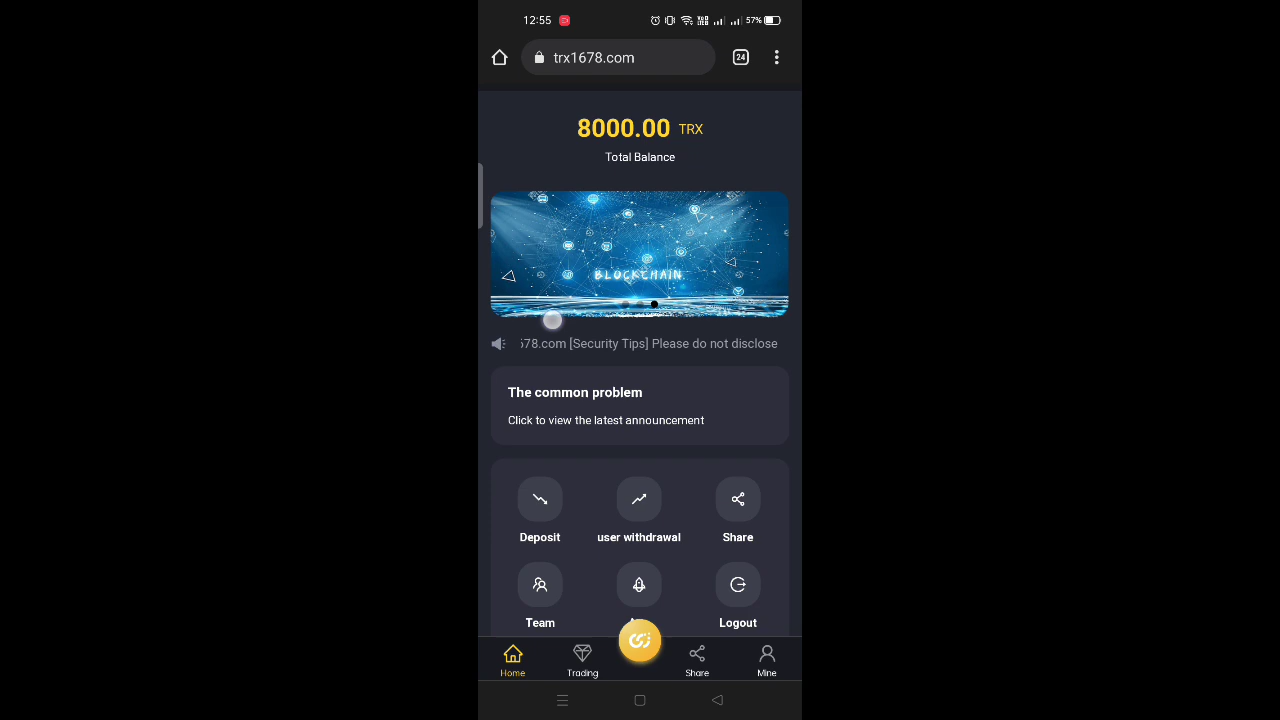 12:55
57%
trx1678.com
24
8000.00 TRX
Total Balance
BLOCKCHAIN
678.com [Security Tips] Please do not disclose
The common problem
Click to view the latest announcement
Deposit
user withdrawal
Share
Team
Logout
Home
Trading
Share
Mine